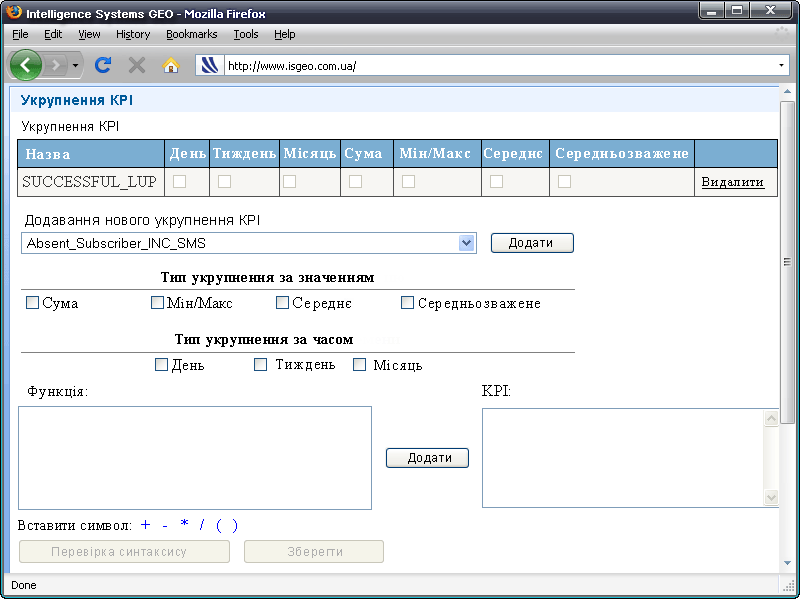 Intelligence Systems GEO - Mozilla Firefox
File Edit View History Bookmarks Tools Help
http://www.isgeo.com.ua/
Укрупнення KPI
Укрупнення KPI
Назва День Тиждень Місяць Сума Мін/Макс Середнє Середньозважене
SUCCESSFUL_LUP Видалити
Додавання нового укрупнення KPI
Absent_Subscriber_INC_SMS Додати
Тип укрупнення за значенням
Сума Мін/Макс Середнє Середньозважене
Тип укрупнення за часом
День Тиждень Місяць
Функція: KPI:
Додати
Вставити символ: + - * / ( )
Перевірка синтаксису Зберегти
Done